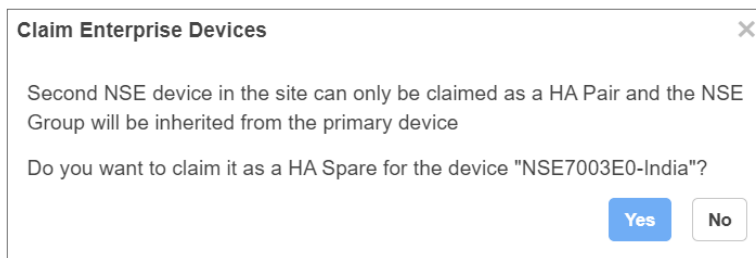 Claim Enterprise Devices
Second NSE device in the site can only be claimed as a HA Pair and the NSE
Group will be inherited from the primary device
Do you want to claim it as a HA Spare for the device "NSE7003E0-India"?
Yes No